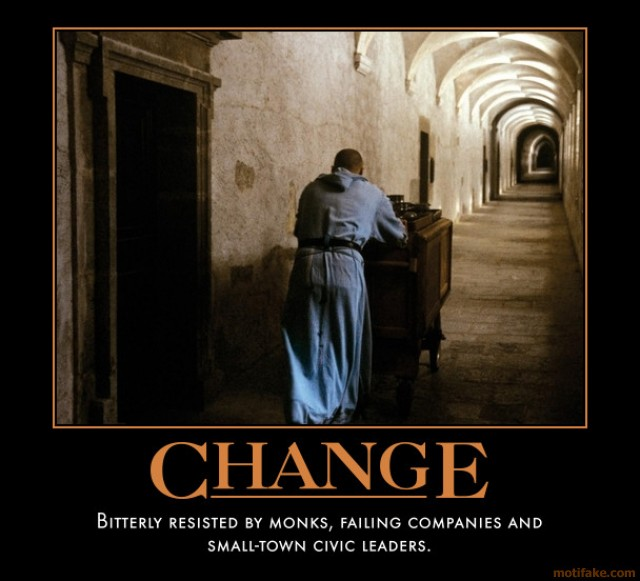 CHANGE
BITTERLY RESISTED BY MONKS, FAILING COMPANIES AND
SMALL-TOWN CIVIC LEADERS.
motifake.com